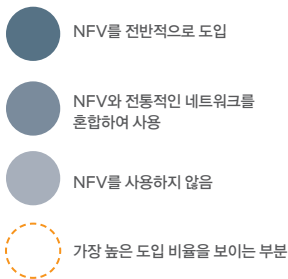 NFV를 전반적으로 도입
NFV와 전통적인 네트워크를
혼합하여 사용
NFV를 사용하지 않음
가장 높은 도입 비율을 보이는 부분